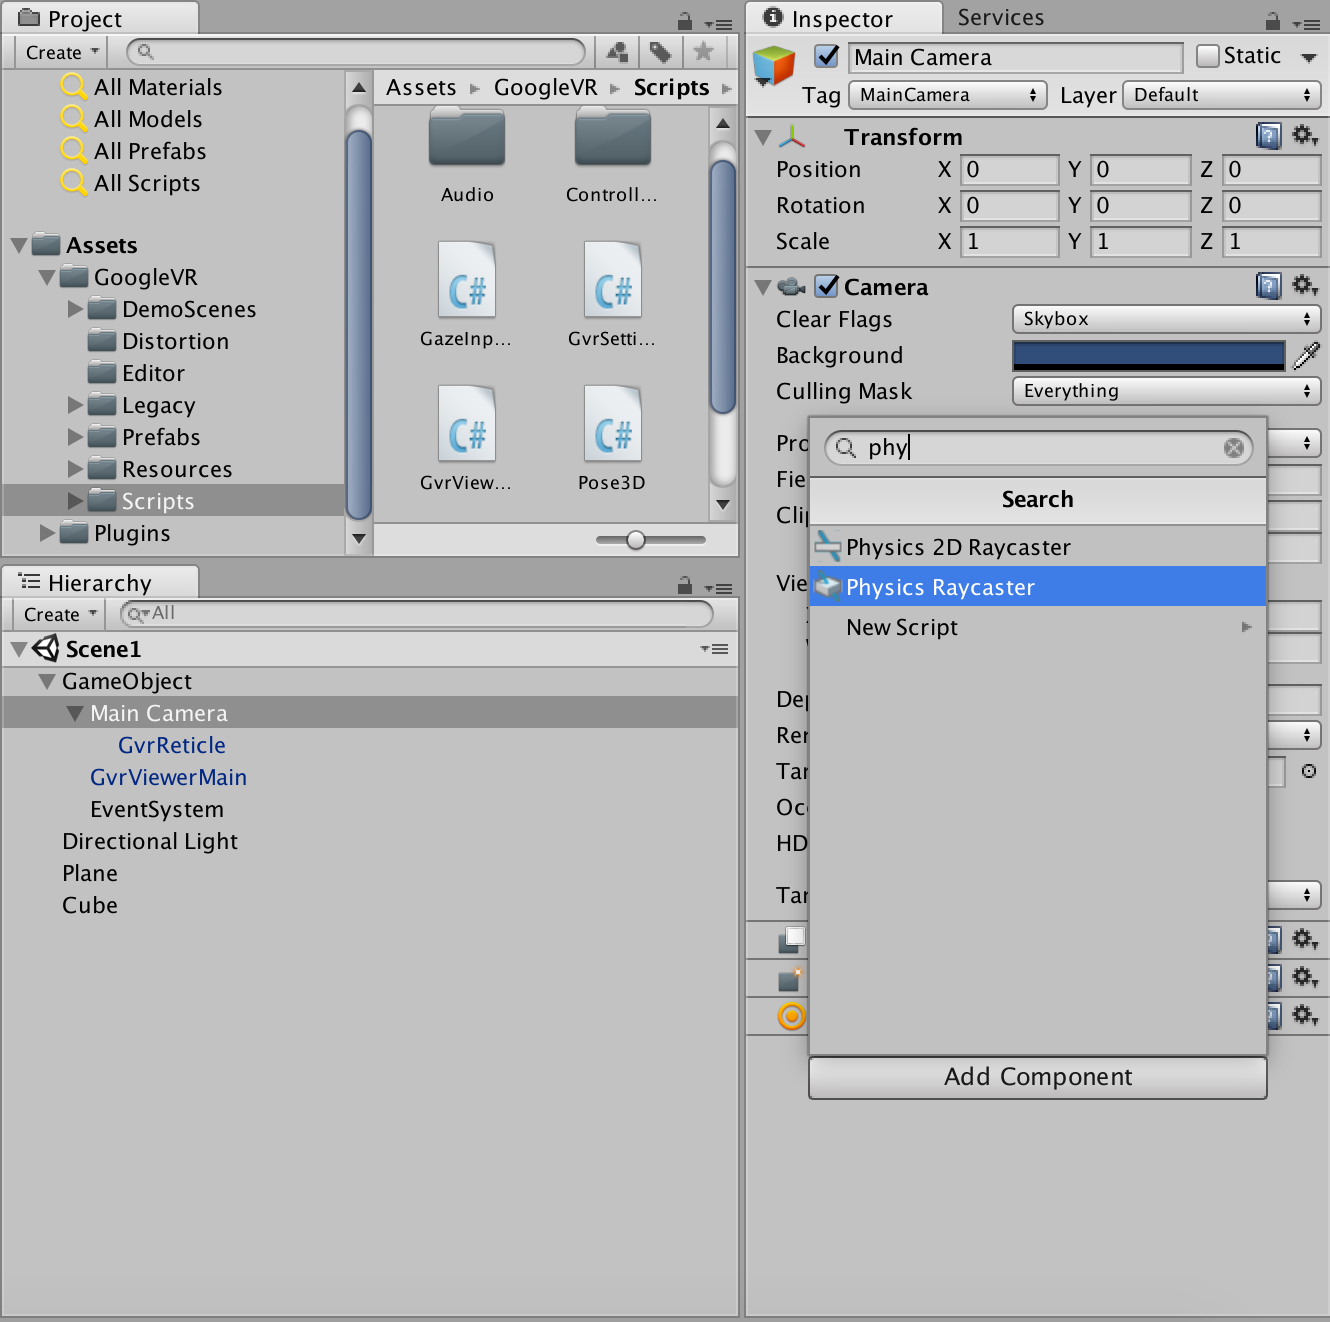 Project
Create
All Materials
All Models
All Prefabs
All Scripts
Assets
GoogleVR
DemoScenes
Distortion
Editor
Legacy
Prefabs
Resources
Scripts
Plugins
Assets GoogleVR Scripts
Audio Controll...
C# C#
GazeInp... GvrSetti...
C# C#
GvrView... Pose3D
Hierarchy
Create All
Scene1
GameObject
Main Camera
GvrReticle
GvrViewerMain
EventSystem
Directional Light
Plane
Cube
Inspector Services
Main Camera Static
Tag MainCamera Layer Default
Transform
Position X 0 Y 0 Z 0
Rotation X 0 Y 0 Z 0
Scale X 1 Y 1 Z 1
Camera
Clear Flags Skybox
Background
Culling Mask Everything
Pro
Fie
Clip
Vie
Dep
Rer
Tar
Occ
HD
Tar
phy
Search
Physics 2D Raycaster
Physics Raycaster
New Script
Add Component